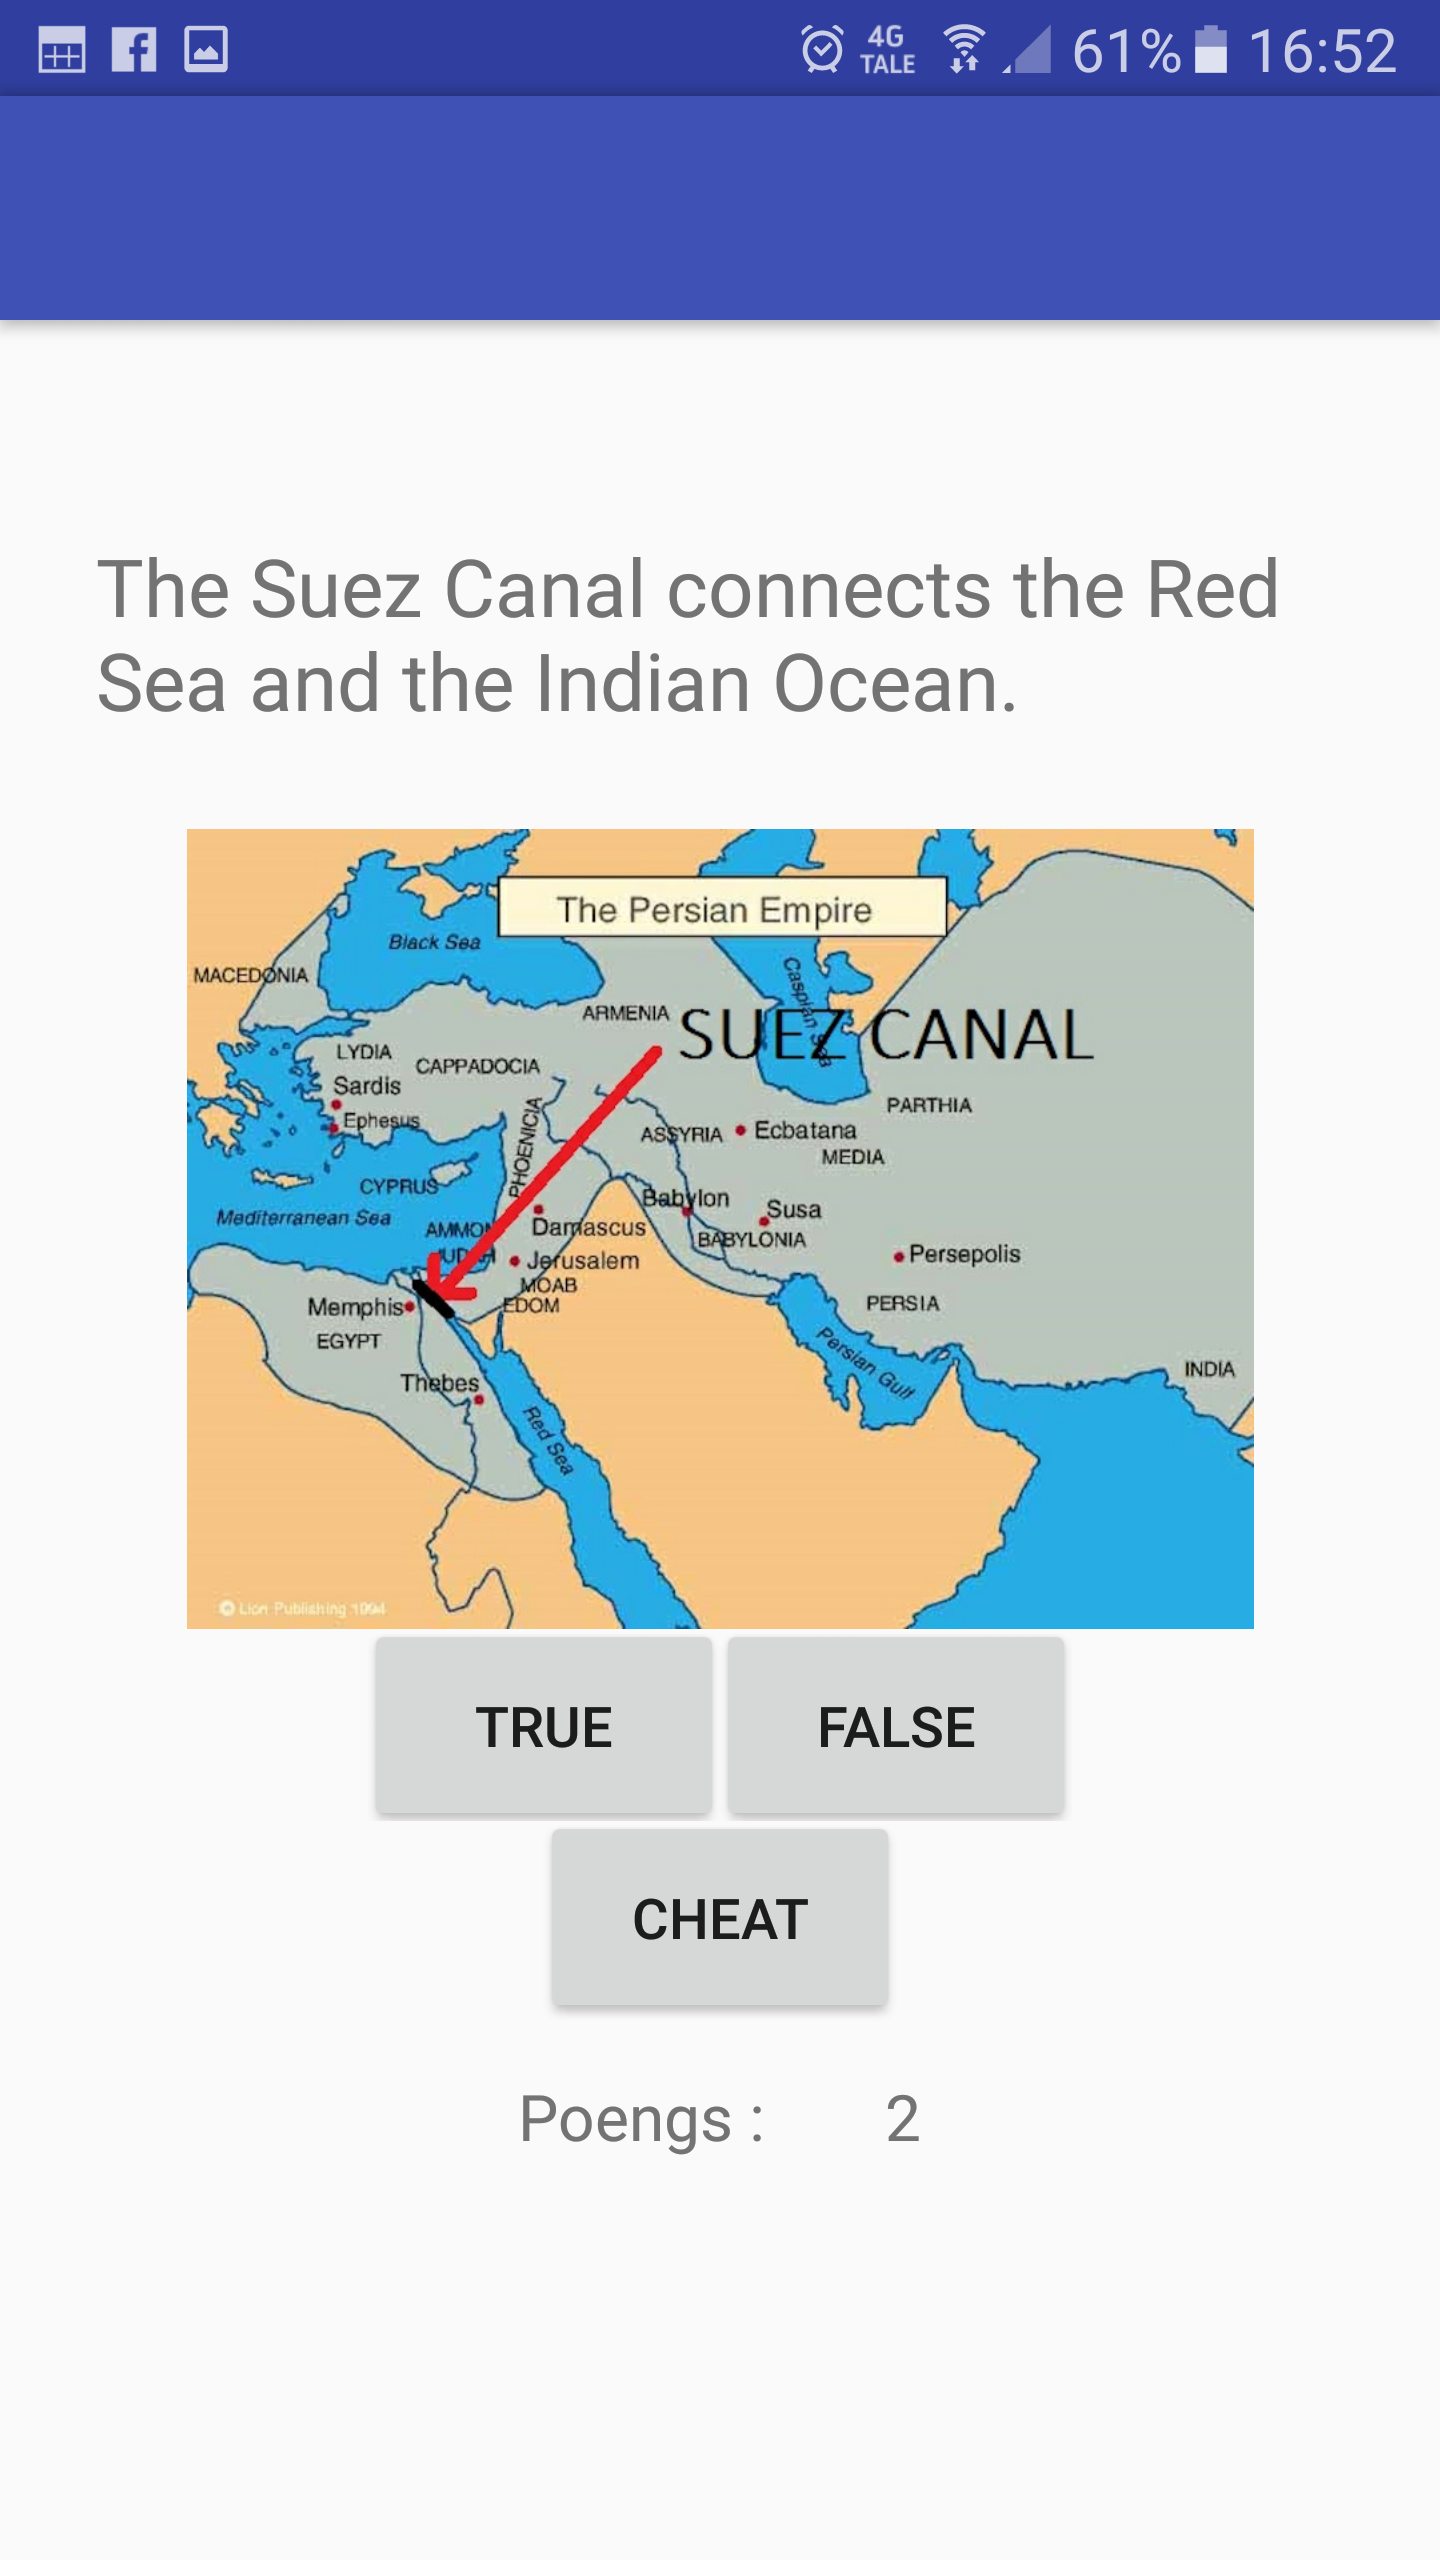 4G
TALE
61%
16:52
The Suez Canal connects the Red
Sea and the Indian Ocean.
The Persian Empire
Black Sea
MACEDONIA
Caspian Sea
ARMENIA
SUEZ CANAL
LYDIA
CAPPADOCIA
Sardis
PARTHIA
Ephesus
PHOENICIA
ASSYRIA
Ecbatana
MEDIA
CYPRUS
Babylon
Mediterranean Sea
Susa
AMMON
Damascus
BABYLONIA
JUDAH
Jerusalem
Persepolis
MOAB
Memphis
EDOM
PERSIA
EGYPT
Persian Gulf
INDIA
Thebes
Red Sea
© Lion Publishing 1994
TRUE
FALSE
CHEAT
Poengs :
2